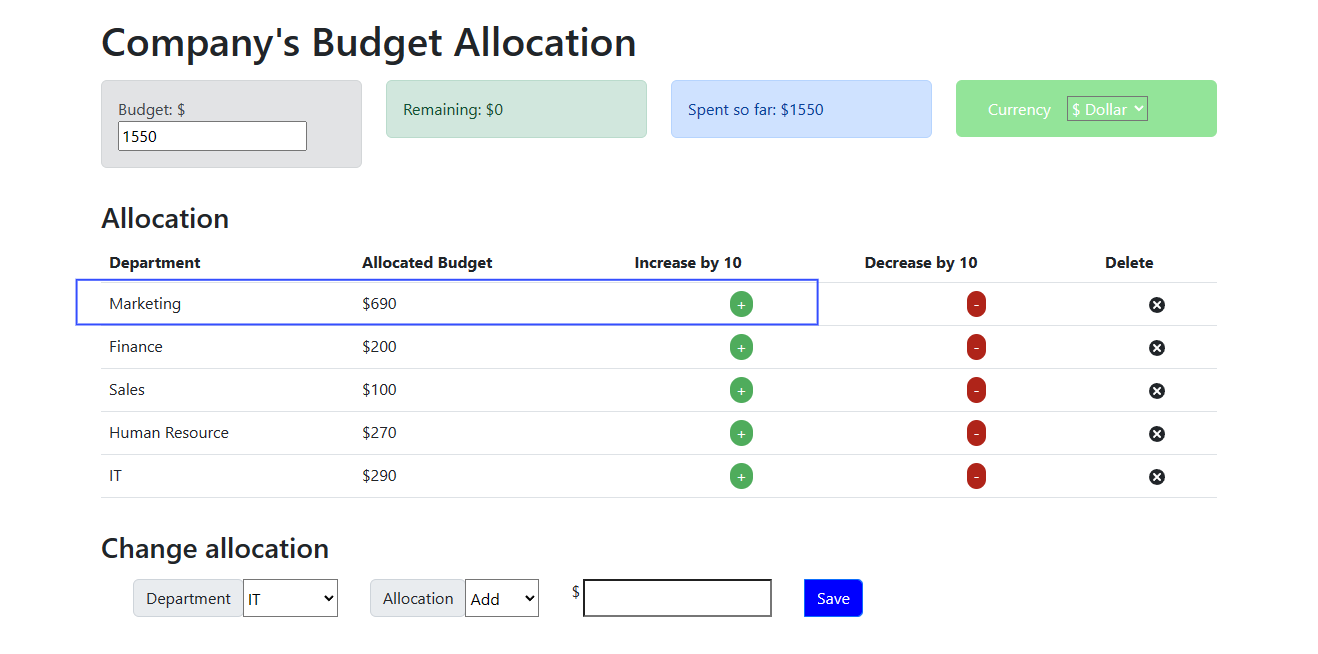 Company's Budget Allocation
Budget: $
1550
Remaining: $0
Spent so far: $1550
Currency $ Dollar
Allocation
Department Allocated Budget Increase by 10 Decrease by 10 Delete
Marketing $690 + -
Finance $200 + -
Sales $100 + -
Human Resource $270 + -
IT $290 + -
Change allocation
Department IT Allocation Add $ Save